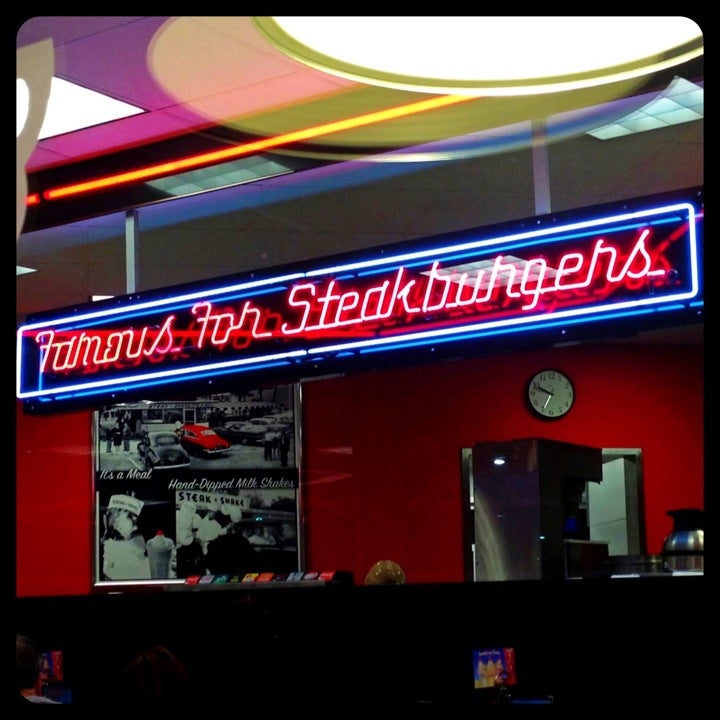 Famous For Steakburgers
It's a Meal
Hand-Dipped Milk Shakes
STEAK n SHAKE